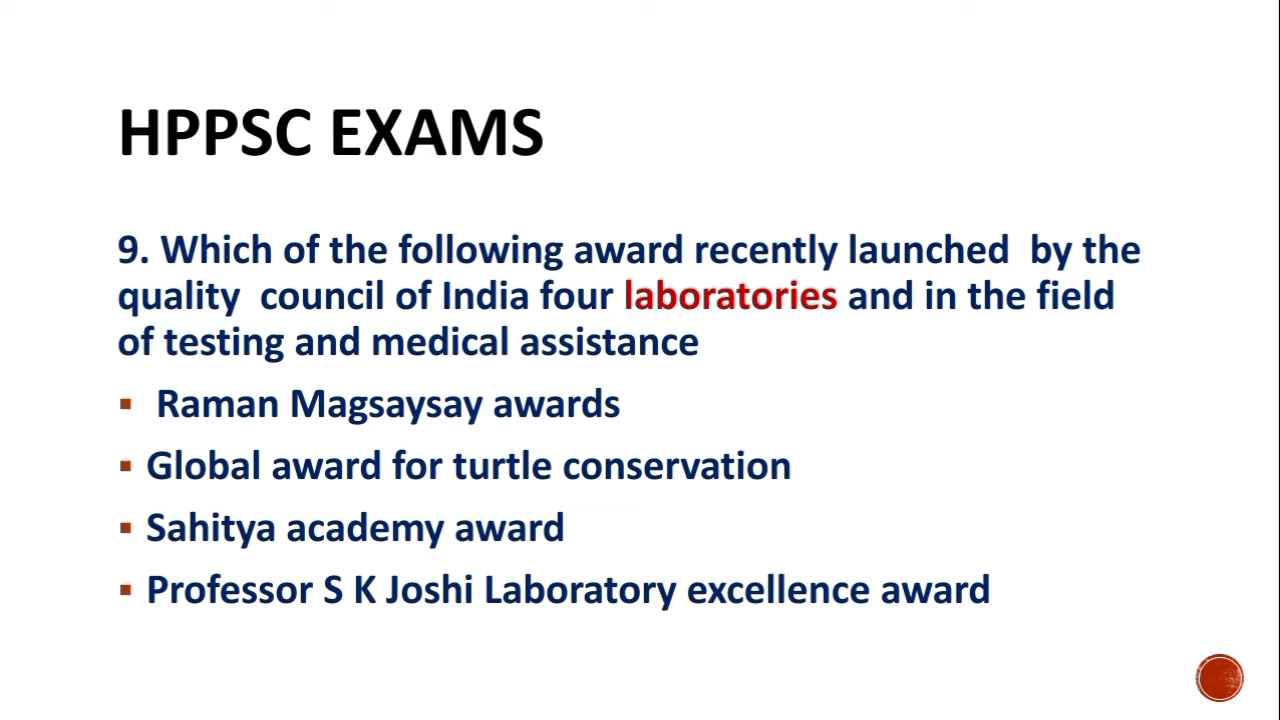 HPPSC EXAMS
9. Which of the following award recently launched  by the
quality  council of India four laboratories and in the field
of testing and medical assistance
▪ Raman Magsaysay awards
▪ Global award for turtle conservation
▪ Sahitya academy award
▪ Professor S K Joshi Laboratory excellence award